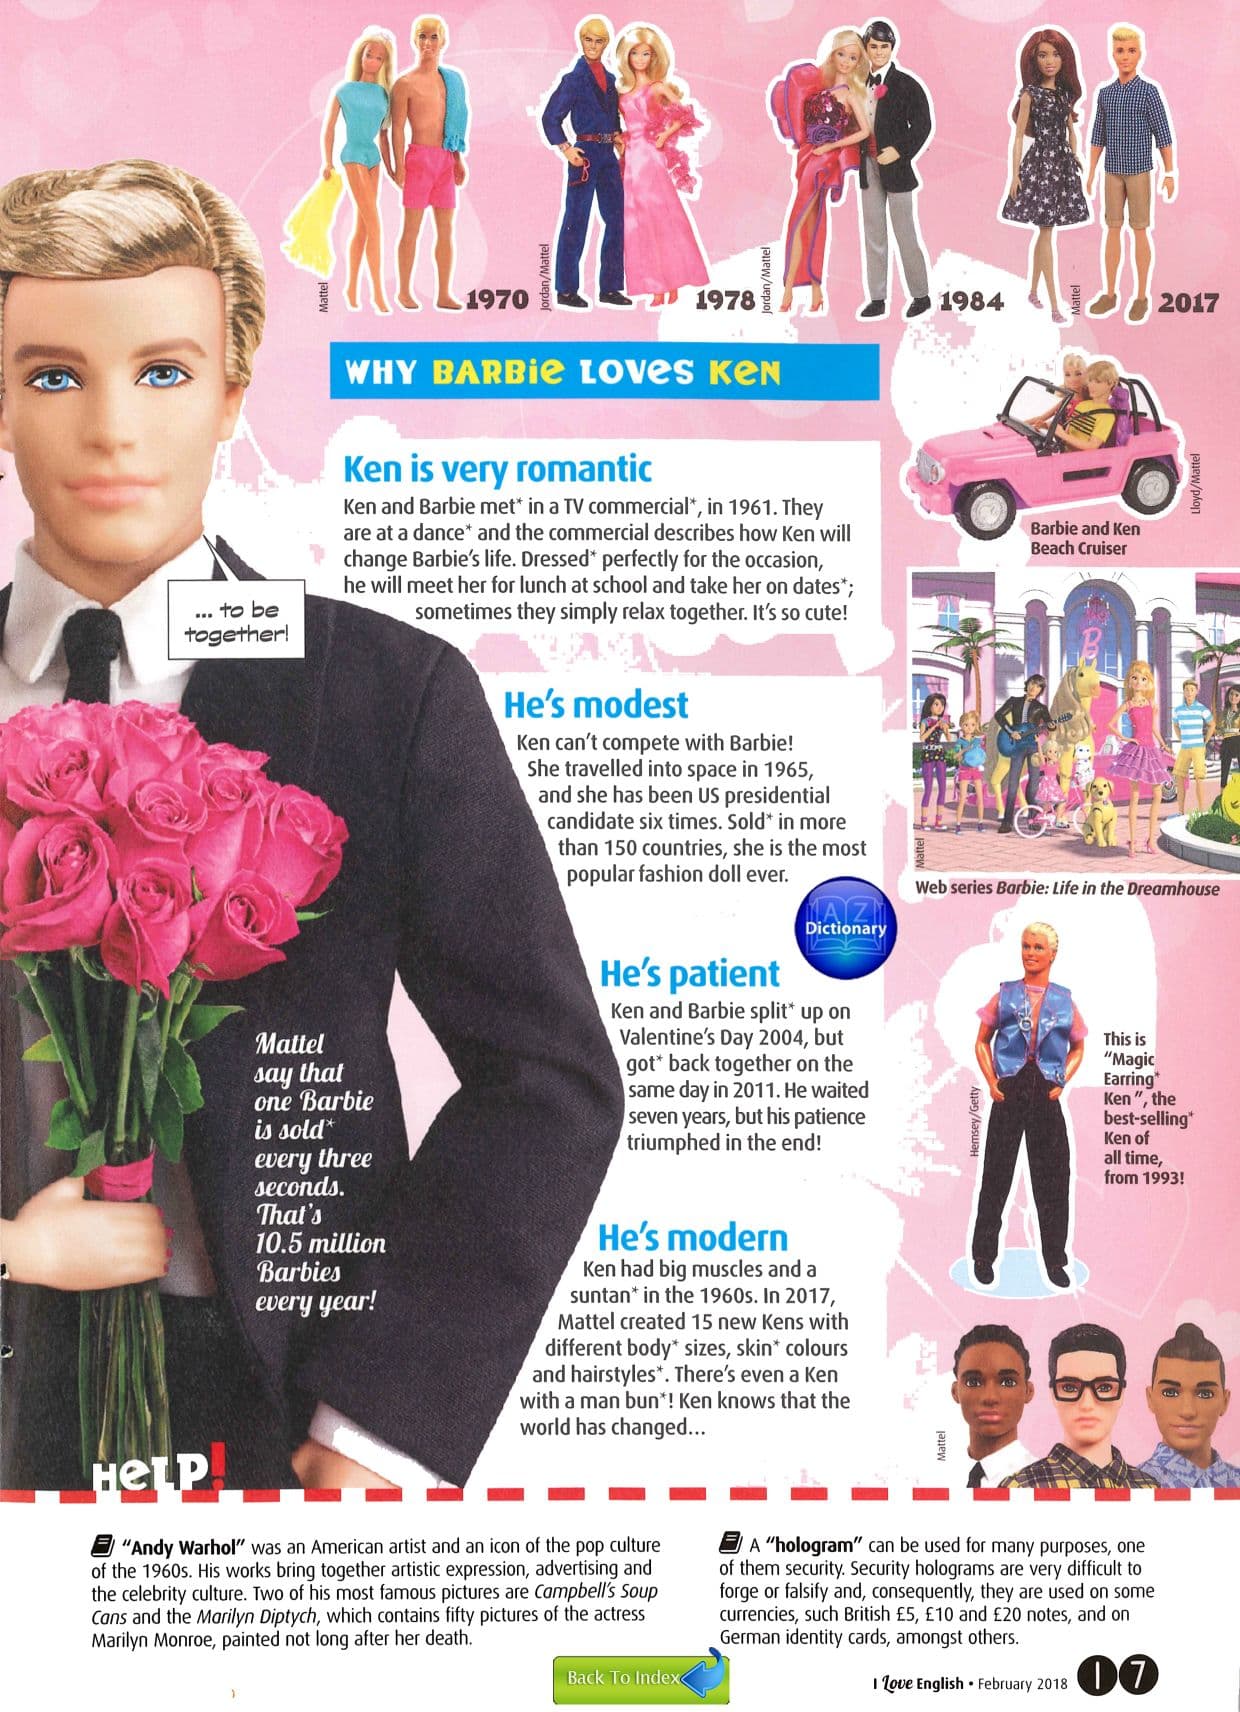 Mattel
1970
Jordan/Mattel
1978
Jordan/Mattel
1984
Mattel
2017
WHY BARBiE LOVES KEN
Ken is very romantic
Ken and Barbie met* in a TV commercial*, in 1961. They
are at a dance* and the commercial describes how Ken will
change Barbie's life. Dressed* perfectly for the occasion,
he will meet her for lunch at school and take her on dates*;
sometimes they simply relax together. It's so cute!
... to be
together!
He's modest
Ken can't compete with Barbie!
She travelled into space in 1965,
and she has been US presidential
candidate six times. Sold* in more
than 150 countries, she is the most
popular fashion doll ever.
A Z
Dictionary
He's patient
Ken and Barbie split* up on
Valentine's Day 2004, but
got* back together on the
same day in 2011. He waited
seven years, but his patience
triumphed in the end!
He's modern
Ken had big muscles and a
suntan* in the 1960s. In 2017,
Mattel created 15 new Kens with
different body* sizes, skin* colours
and hairstyles*. There's even a Ken
with a man bun*! Ken knows that the
world has changed...
Mattel
say that
one Barbie
is sold*
every three
seconds.
That's
10.5 million
Barbies
every year!
Lloyd/Mattel
Barbie and Ken
Beach Cruiser
B
Mattel
Web series Barbie: Life in the Dreamhouse
Hemsey/Getty
This is
“Magic
Earring*
Ken”, the
best-selling*
Ken of
all time,
from 1993!
Mattel
HELP!
“Andy Warhol” was an American artist and an icon of the pop culture
of the 1960s. His works bring together artistic expression, advertising and
the celebrity culture. Two of his most famous pictures are Campbell's Soup
Cans and the Marilyn Diptych, which contains fifty pictures of the actress
Marilyn Monroe, painted not long after her death.
A “hologram” can be used for many purposes, one
of them security. Security holograms are very difficult to
forge or falsify and, consequently, they are used on some
currencies, such British £5, £10 and £20 notes, and on
German identity cards, amongst others.
Back To Index
I Love English • February 2018 17